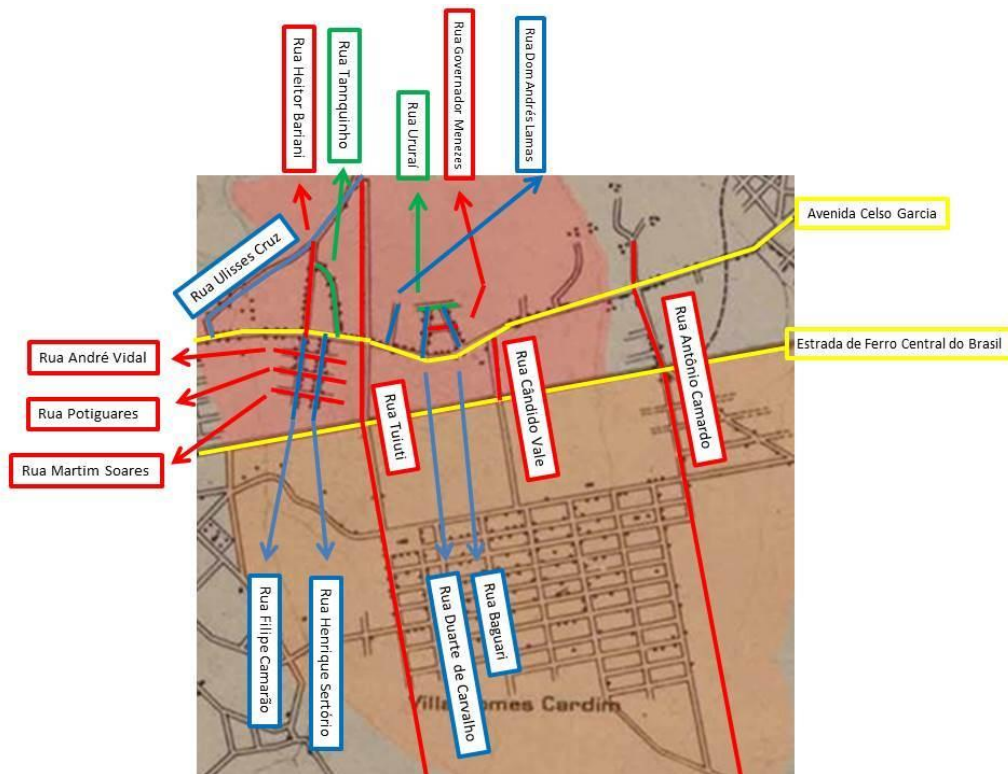 Rua Heitor Bariani
Rua Tannquinho
Rua Ururaí
Rua Governador Menezes
Rua Dom Andrés Lamas
Avenida Celso Garcia
Rua Ulisses Cruz
Estrada de Ferro Central do Brasil
Rua André Vidal
Rua Potiguares
Rua Martim Soares
Rua Tuiuti
Rua Cândido Vale
Rua Antônio Camardo
Rua Filipe Camarão
Rua Henrique Sertório
Rua Duarte de Carvalho
Rua Baguari
Villa Gomes Cardim